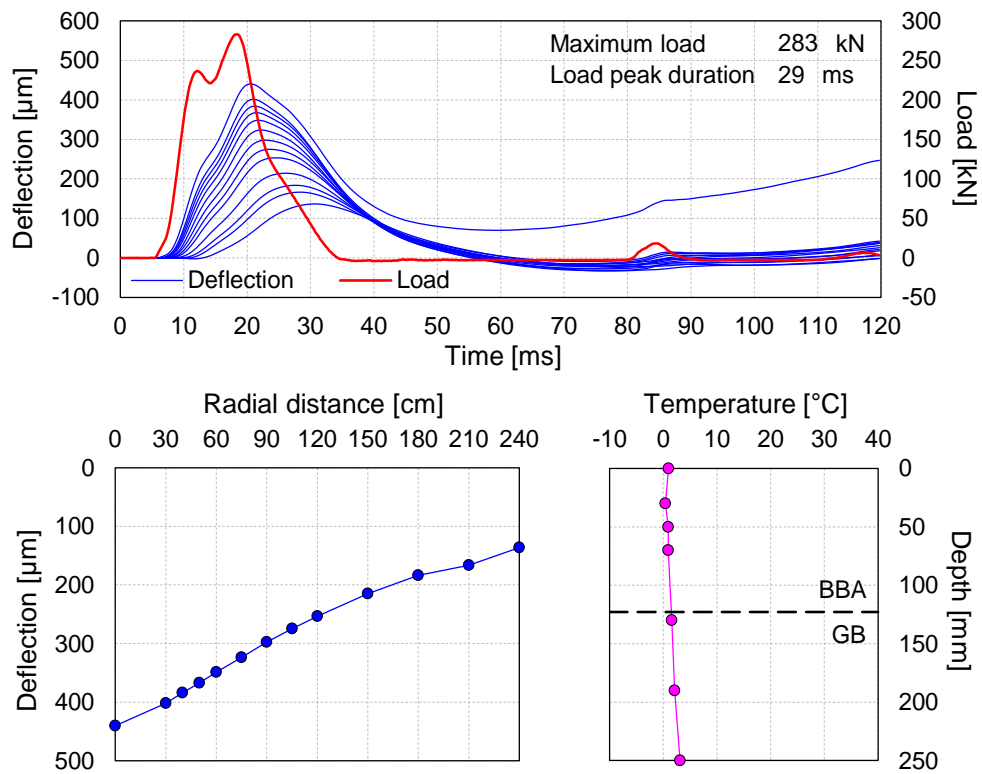 600
500
400
300
200
100
0
-100
Deflection [µm]
300
250
200
150
100
50
0
-50
Load [kN]
Maximum load 283 kN
Load peak duration 29 ms
Deflection Load
0 10 20 30 40 50 60 70 80 90 100 110 120
Time [ms]
Radial distance [cm]
0 30 60 90 120 150 180 210 240
0
100
200
300
400
500
Deflection [µm]
Temperature [°C]
-10 0 10 20 30 40
0
50
100
150
200
250
Depth [mm]
BBA
GB